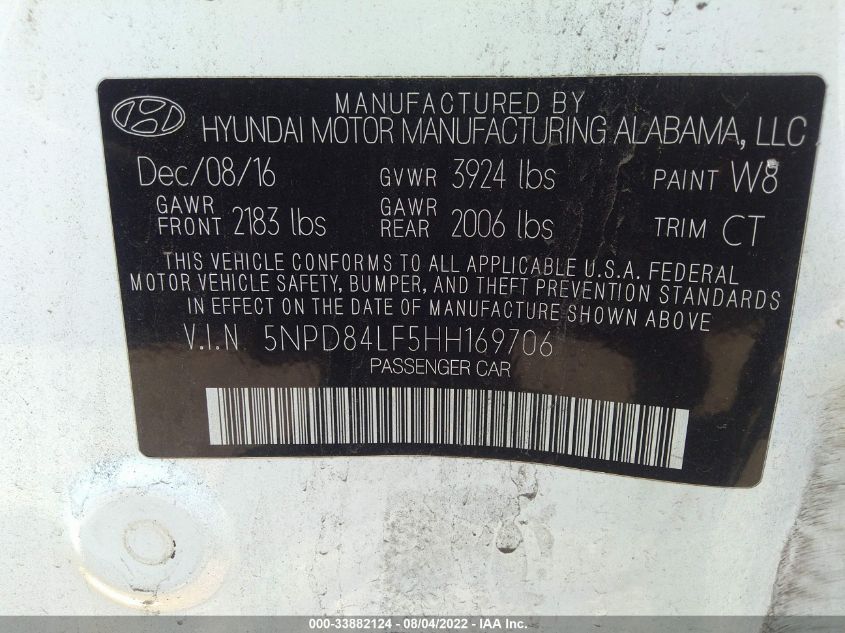 MANUFACTURED BY
HYUNDAI MOTOR MANUFACTURING ALABAMA, LLC
Dec/08/16 GVWR 3924 lbs PAINT W8
GAWR FRONT 2183 lbs GAWR REAR 2006 lbs TRIM CT
THIS VEHICLE CONFORMS TO ALL APPLICABLE U.S.A. FEDERAL
MOTOR VEHICLE SAFETY, BUMPER, AND THEFT PREVENTION STANDARDS
IN EFFECT ON THE DATE OF MANUFACTURE SHOWN ABOVE
V.I.N 5NPD84LF5HH169706
PASSENGER CAR
000-33882124 - 08/04/2022 - IAA Inc.